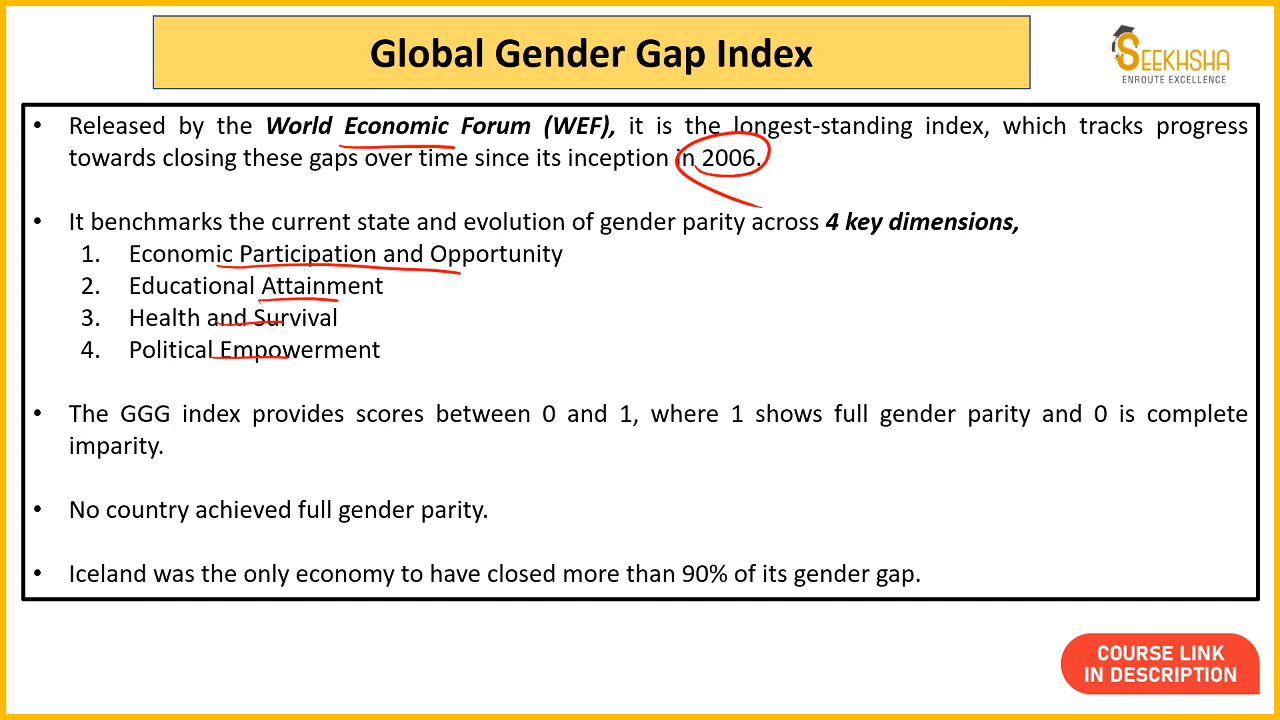 Global Gender Gap Index
SEEKHSHA
ENROUTE EXCELLENCE
• Released by the World Economic Forum (WEF), it is the longest-standing index, which tracks progress
towards closing these gaps over time since its inception in 2006.
• It benchmarks the current state and evolution of gender parity across 4 key dimensions,
1. Economic Participation and Opportunity
2. Educational Attainment
3. Health and Survival
4. Political Empowerment
• The GGG index provides scores between 0 and 1, where 1 shows full gender parity and 0 is complete
imparity.
• No country achieved full gender parity.
• Iceland was the only economy to have closed more than 90% of its gender gap.
COURSE LINK
IN DESCRIPTION